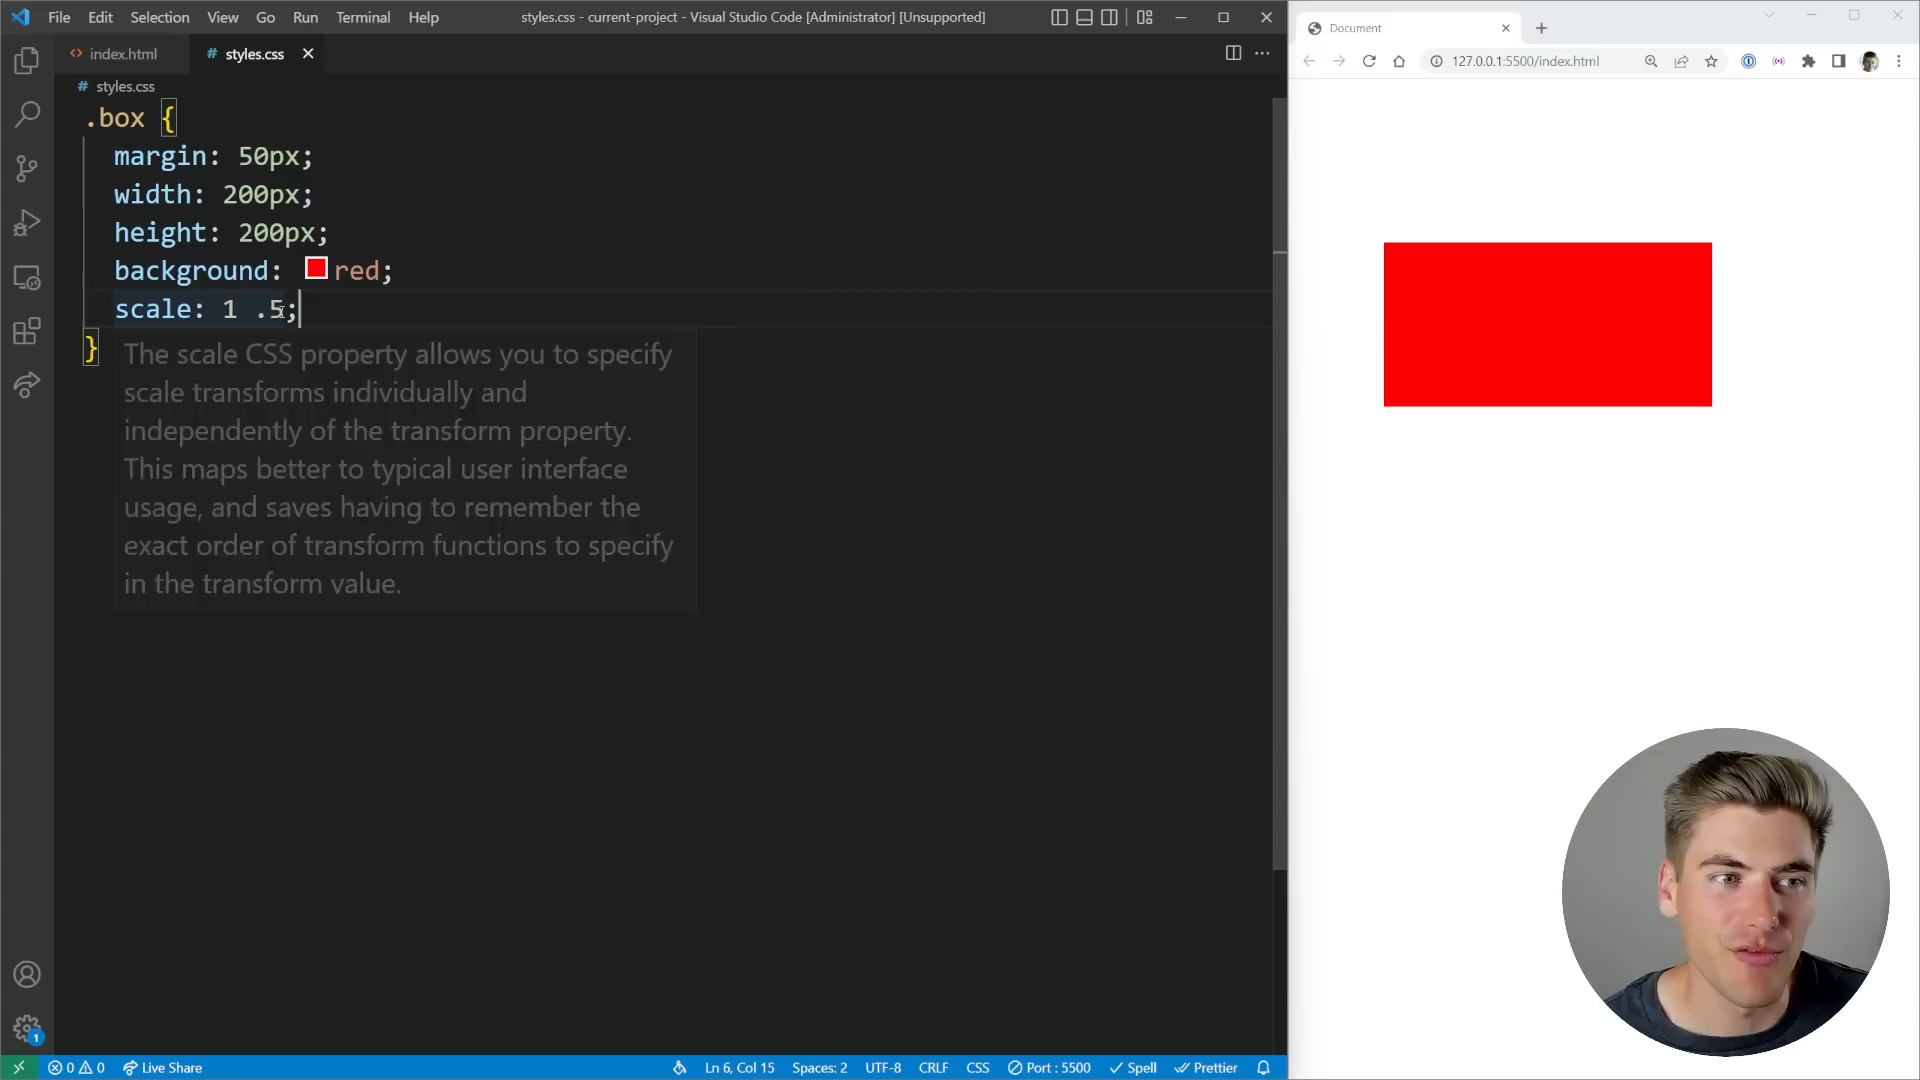 File Edit Selection View Go Run Terminal Help
styles.css - current-project - Visual Studio Code [Administrator] [Unsupported]
index.html
# styles.css
# styles.css
.box {
margin: 50px;
width: 200px;
height: 200px;
background: red;
scale: 1 .5;
}
The scale CSS property allows you to specify
scale transforms individually and
independently of the transform property.
This maps better to typical user interface
usage, and saves having to remember the
exact order of transform functions to specify
in the transform value.
1
0 0 Live Share
Ln 6, Col 15 Spaces: 2 UTF-8 CRLF CSS Port : 5500 Spell Prettier
Document
127.0.0.1:5500/index.html